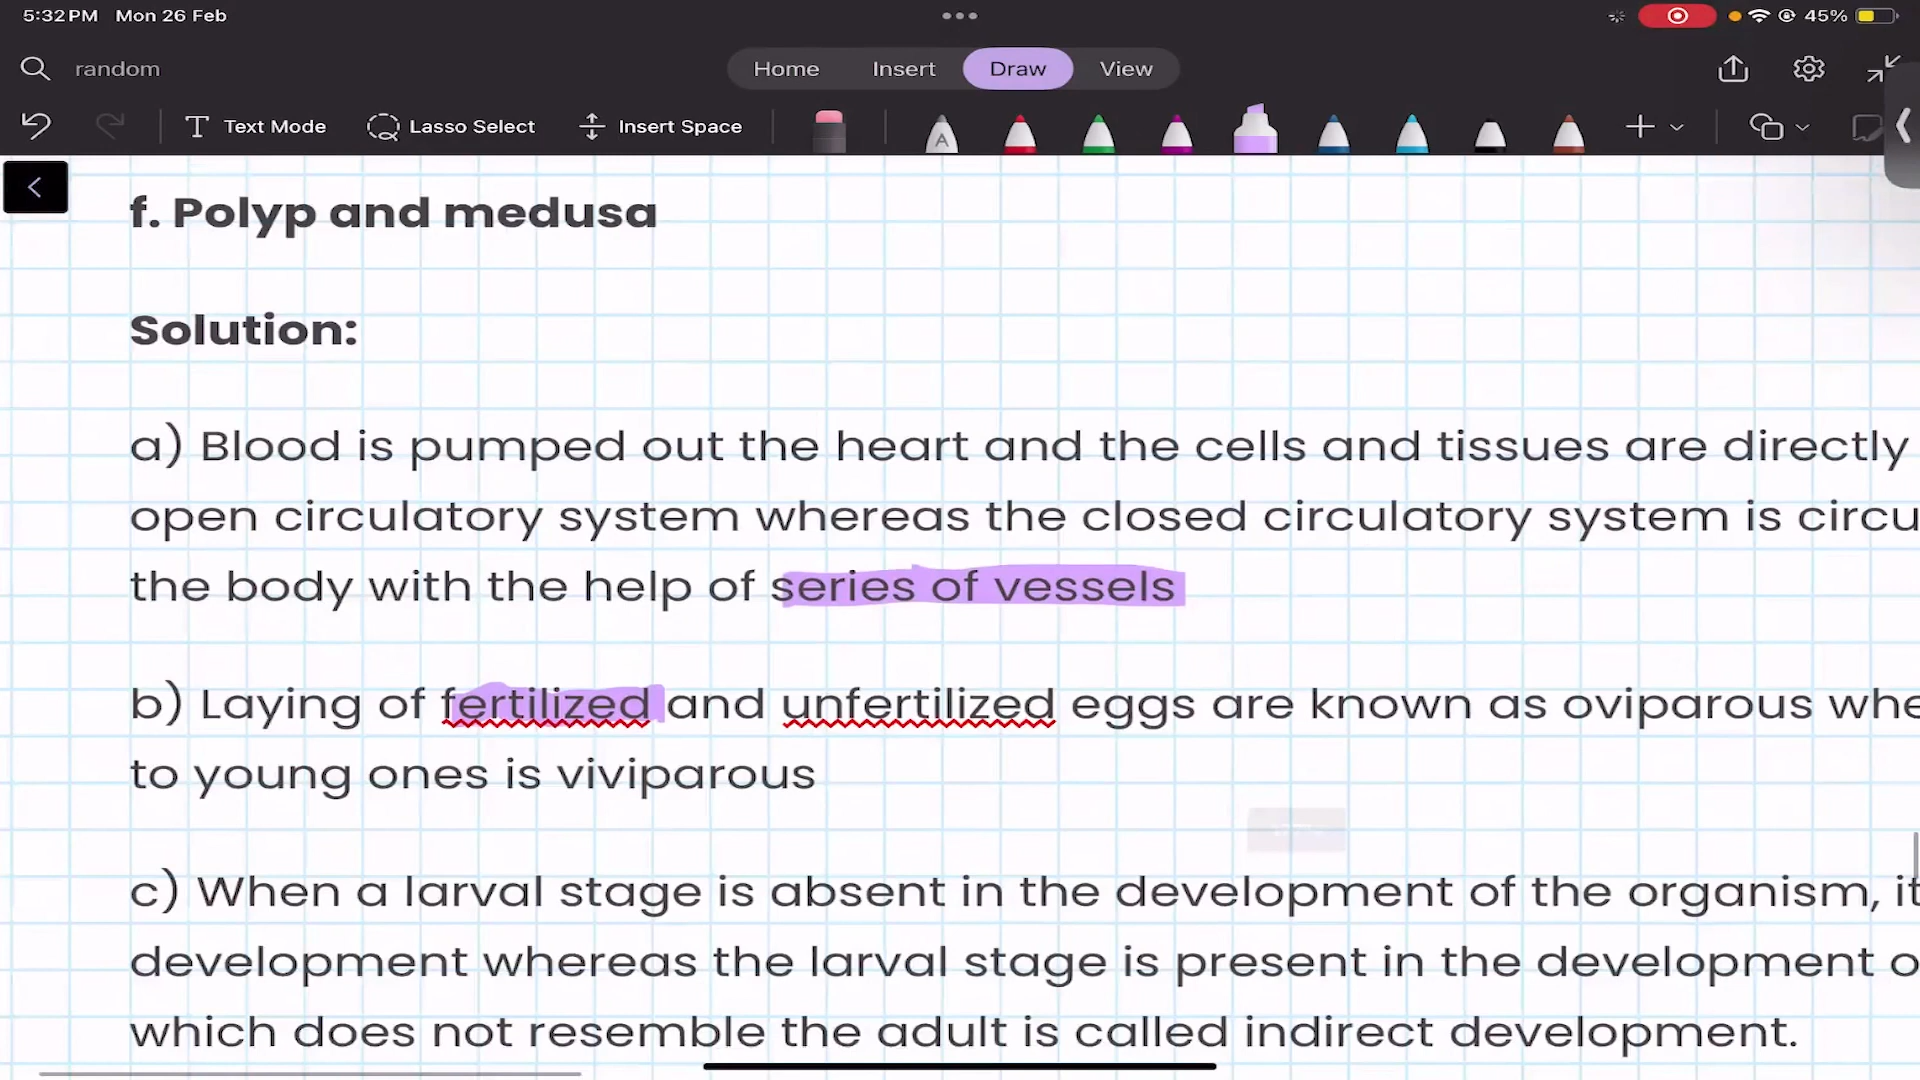 5:32 PM Mon 26 Feb
45%
random
Home Insert Draw View
Text Mode Lasso Select Insert Space
A
f. Polyp and medusa
Solution:
a) Blood is pumped out the heart and the cells and tissues are directly
open circulatory system whereas the closed circulatory system is circu
the body with the help of series of vessels
b) Laying of fertilized and unfertilized eggs are known as oviparous whe
to young ones is viviparous
c) When a larval stage is absent in the development of the organism, it
development whereas the larval stage is present in the development o
which does not resemble the adult is called indirect development.